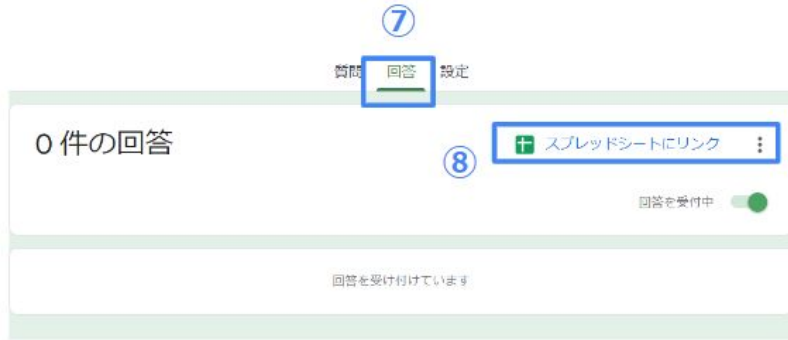 ⑦
質問 回答 設定
0 件の回答
⑧ スプレッドシートにリンク
回答を受付中
回答を受け付けています